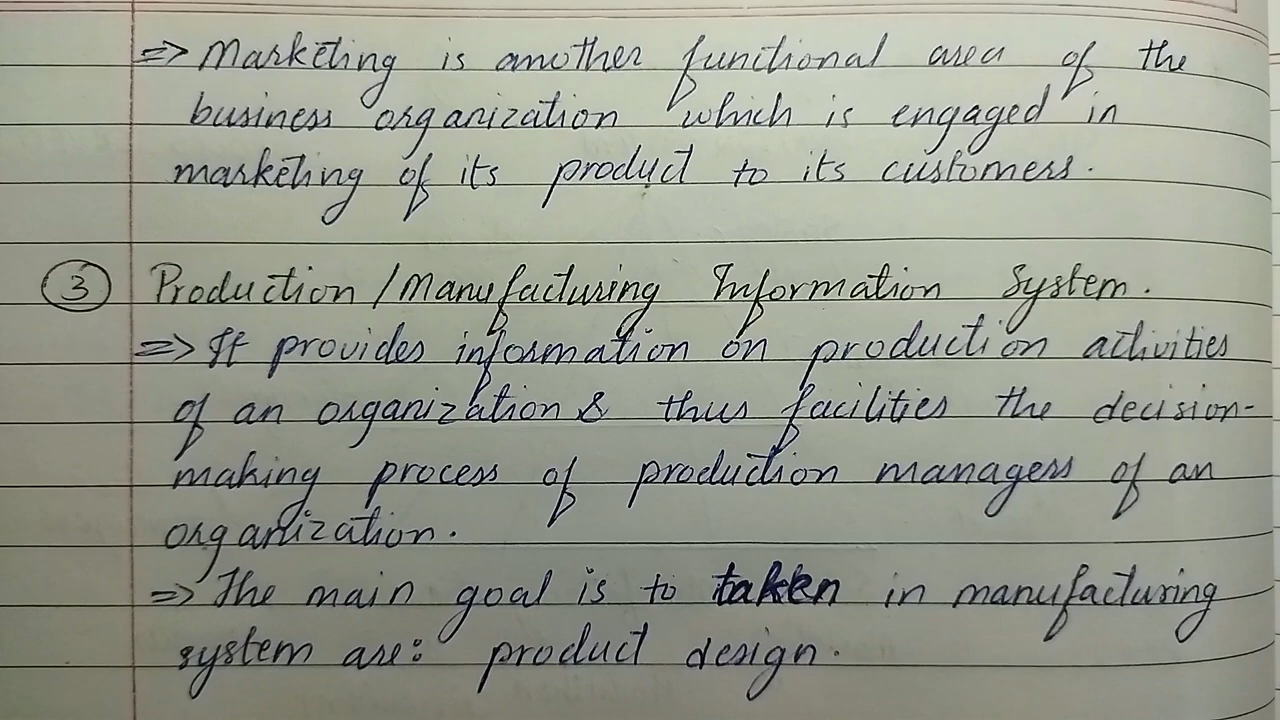 => Marketing is another functional area of the
business organization which is engaged in
marketing of its product to its customers.
③ Production/Manufacturing Information System.
=> It provides information on production activities
of an organization & thus facilities the decision-
making process of production managers of an
organization.
=> The main goal is to taken in manufacturing
system are: product design.